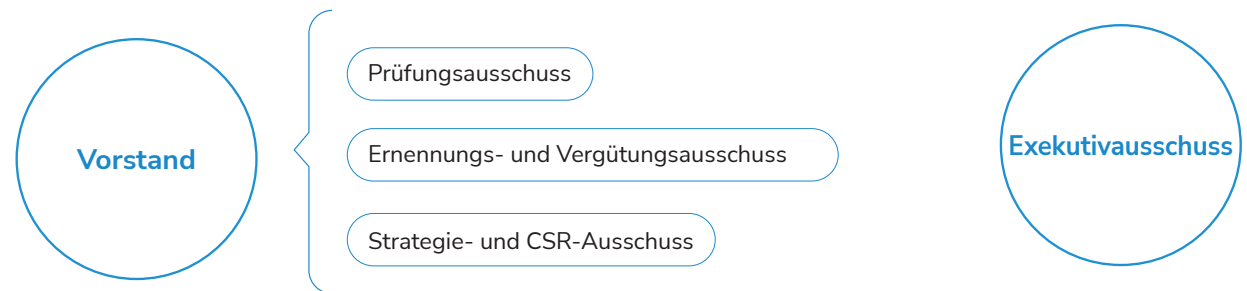 Vorstand
Prüfungsausschuss
Ernennungs- und Vergütungsausschuss
Strategie- und CSR-Ausschuss
Exekutivausschuss